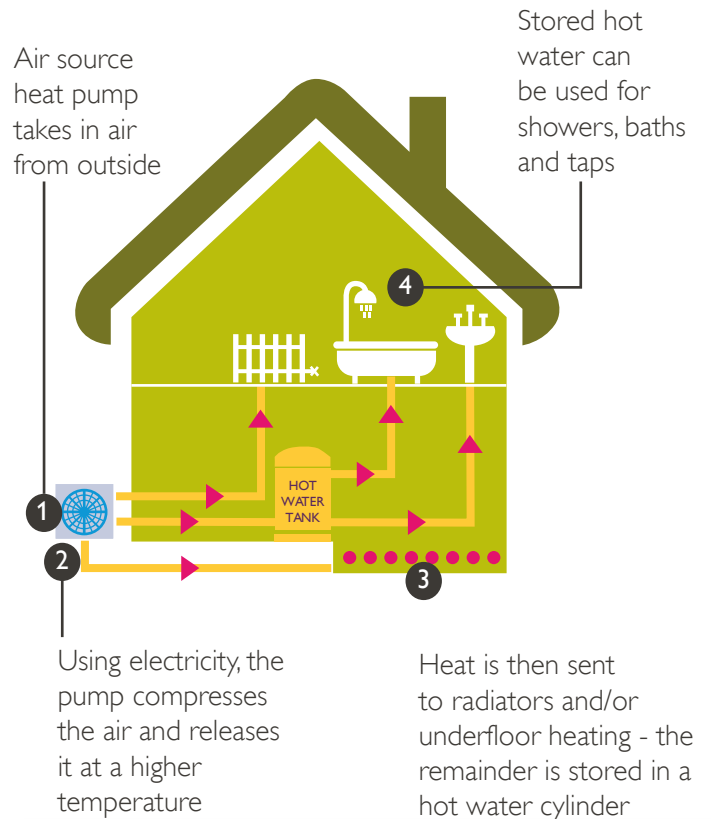 Air source
heat pump
takes in air
from outside
Stored hot
water can
be used for
showers, baths
and taps
4
HOT
WATER
TANK
1
2
3
Using electricity, the
pump compresses
the air and releases
it at a higher
temperature
Heat is then sent
to radiators and/or
underfloor heating - the
remainder is stored in a
hot water cylinder